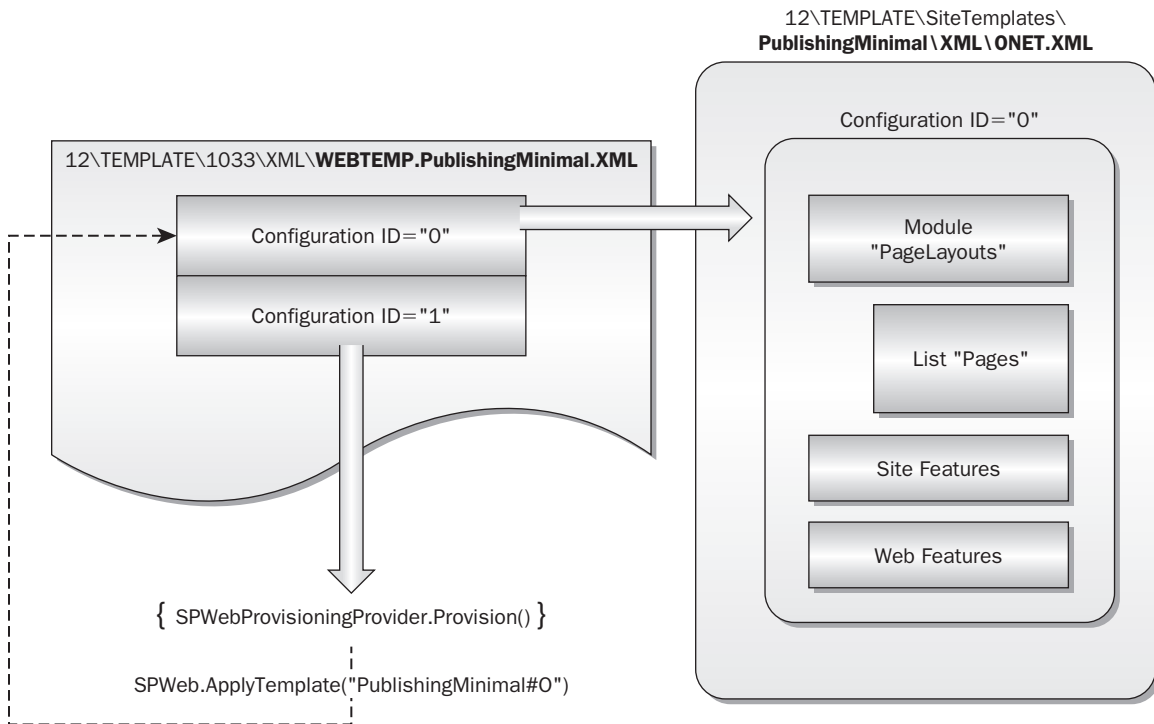 12\TEMPLATE\SiteTemplates\
PublishingMinimal\XML\ONET.XML
Configuration ID="0"
Module
"PageLayouts"
List "Pages"
Site Features
Web Features
12\TEMPLATE\1033\XML\WEBTEMP.PublishingMinimal.XML
Configuration ID="0"
Configuration ID="1"
{ SPWebProvisioningProvider.Provision() }
SPWeb.ApplyTemplate("PublishingMinimal#0")